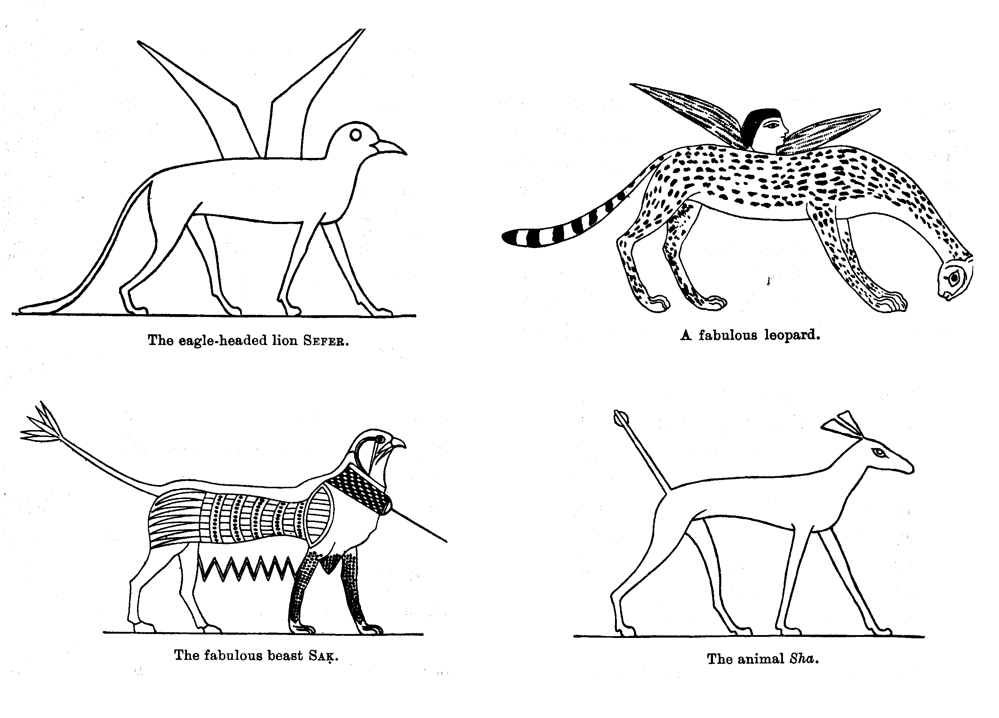 The eagle-headed lion SEFER.
A fabulous leopard.
The fabulous beast SAḲ.
The animal Sha.